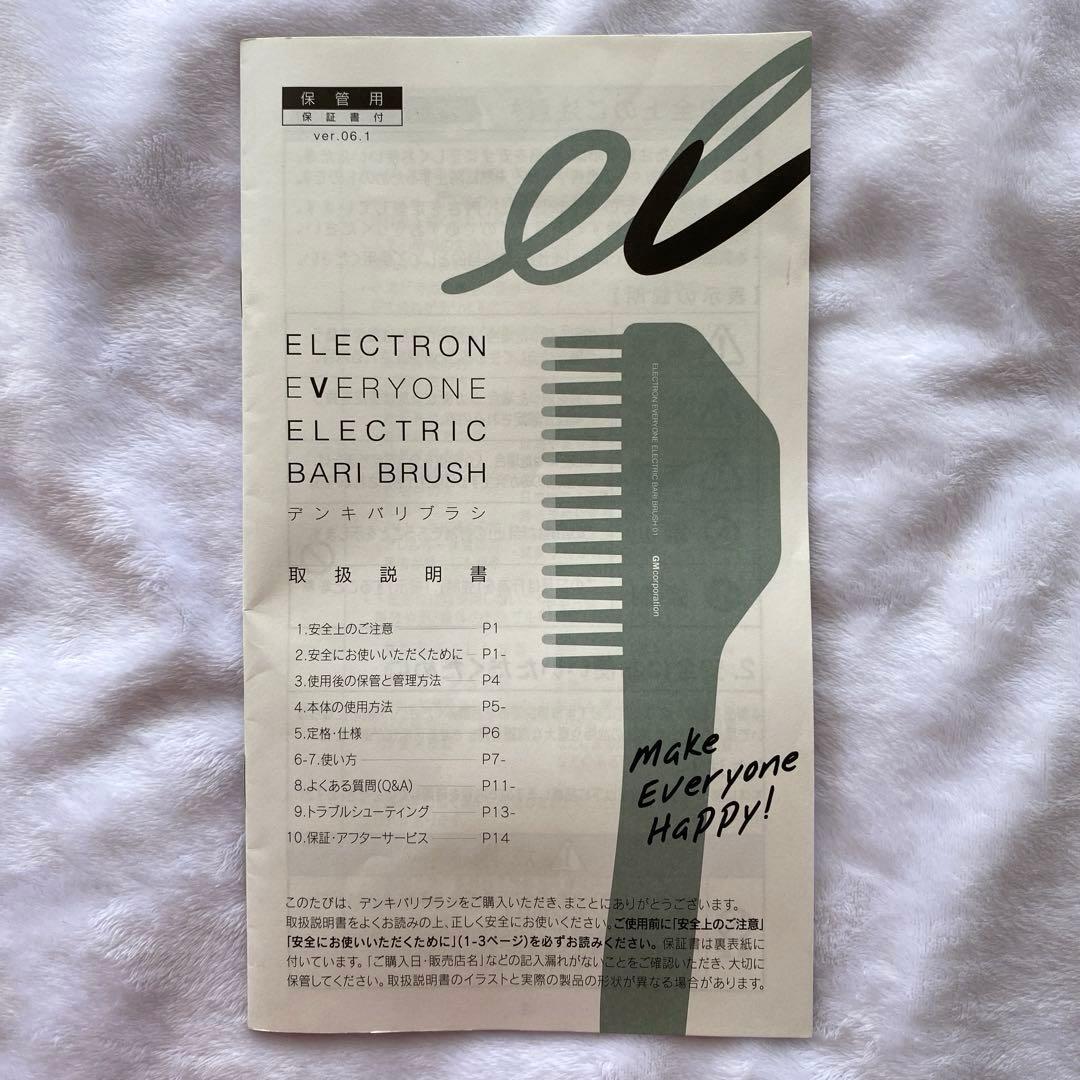 保管用
保証書付
ver.06.1
el
ELECTRON
EVERYONE
ELECTRIC
BARI BRUSH
デンキバリブラシ
取扱説明書
ELECTRON EVERYONE ELECTRIC BARI BRUSH 01 GMcorporation
1.安全上のご注意 P1
2.安全にお使いいただくために P1-
3.使用後の保管と管理方法 P4
4.本体の使用方法 P5-
5.定格・仕様 P6
6-7.使い方 P7-
8.よくある質問(Q&A) P11-
9.トラブルシューティング P13-
10.保証・アフターサービス P14
Make
Everyone
Happy!
このたびは、デンキバリブラシをご購入いただき、まことにありがとうございます。
取扱説明書をよくお読みの上、正しく安全にお使いください。ご使用前に「安全上のご注意」
「安全にお使いいただくために」(1-3ページ)を必ずお読みください。保証書は裏表紙に
付いています。「ご購入日・販売店名」などの記入漏れがないことをご確認いただき、大切に
保管してください。取扱説明書のイラストと実際の製品の形状が異なる場合があります。